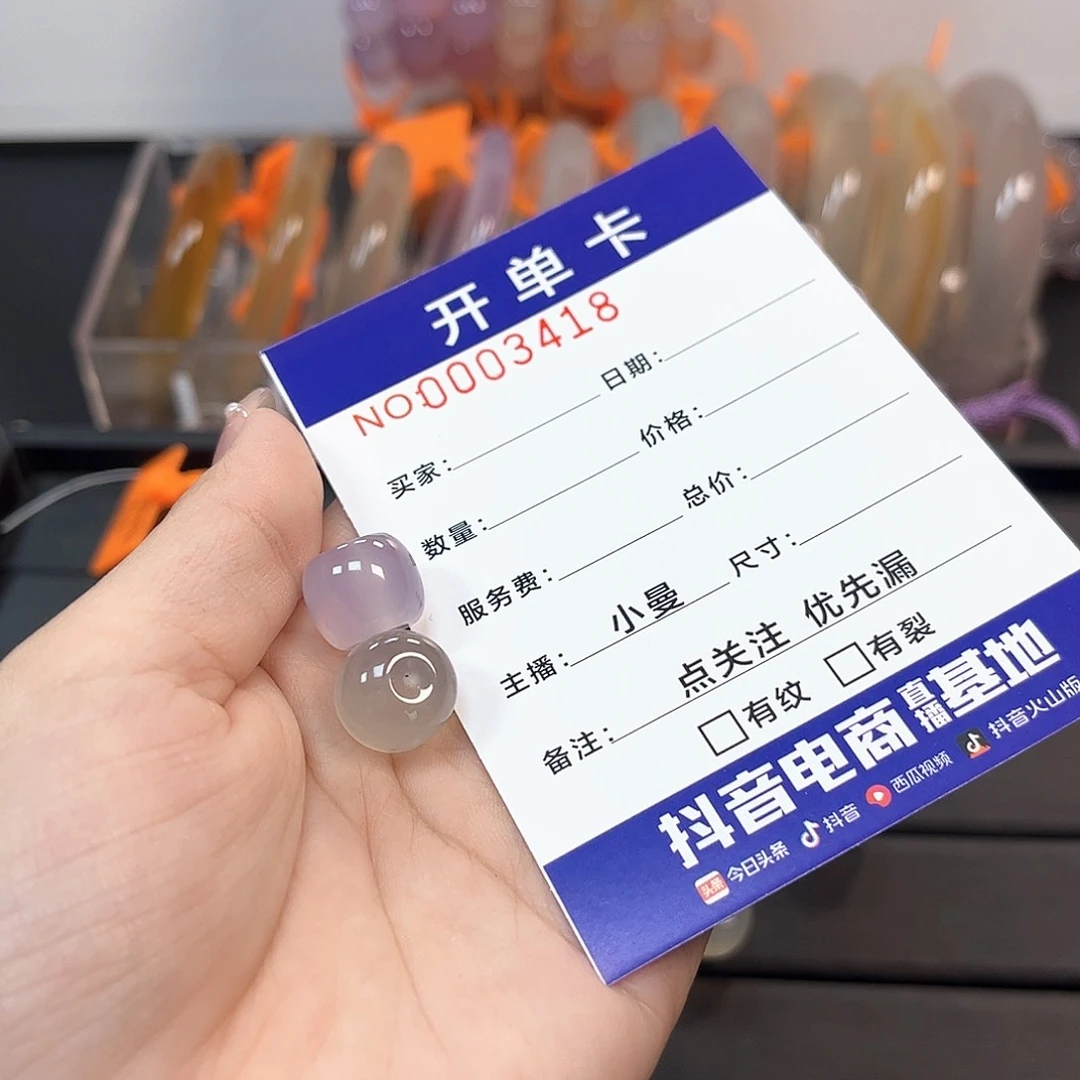 开单卡
NO:0003418
买家: 日期:
数量: 价格:
服务费: 总价:
主播: 小曼 尺寸:
备注: 点关注 优先漏
有纹 有裂
抖音电商直播基地
头条 今日头条 抖音 西瓜视频 抖音火山版